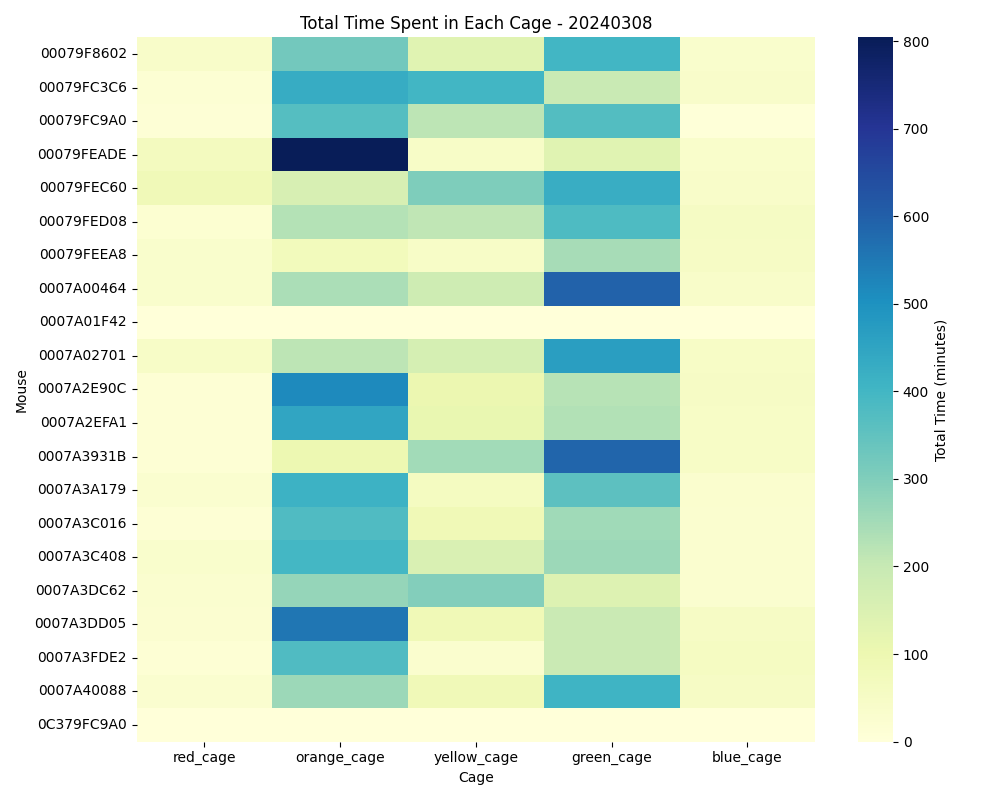 Total Time Spent in Each Cage - 20240308
Mouse
00079F8602
00079FC3C6
00079FC9A0
00079FEADE
00079FEC60
00079FED08
00079FEEA8
0007A00464
0007A01F42
0007A02701
0007A2E90C
0007A2EFA1
0007A3931B
0007A3A179
0007A3C016
0007A3C408
0007A3DC62
0007A3DD05
0007A3FDE2
0007A40088
0C379FC9A0
red_cage orange_cage yellow_cage green_cage blue_cage
Cage
800
700
600
500
400
300
200
100
0
Total Time (minutes)